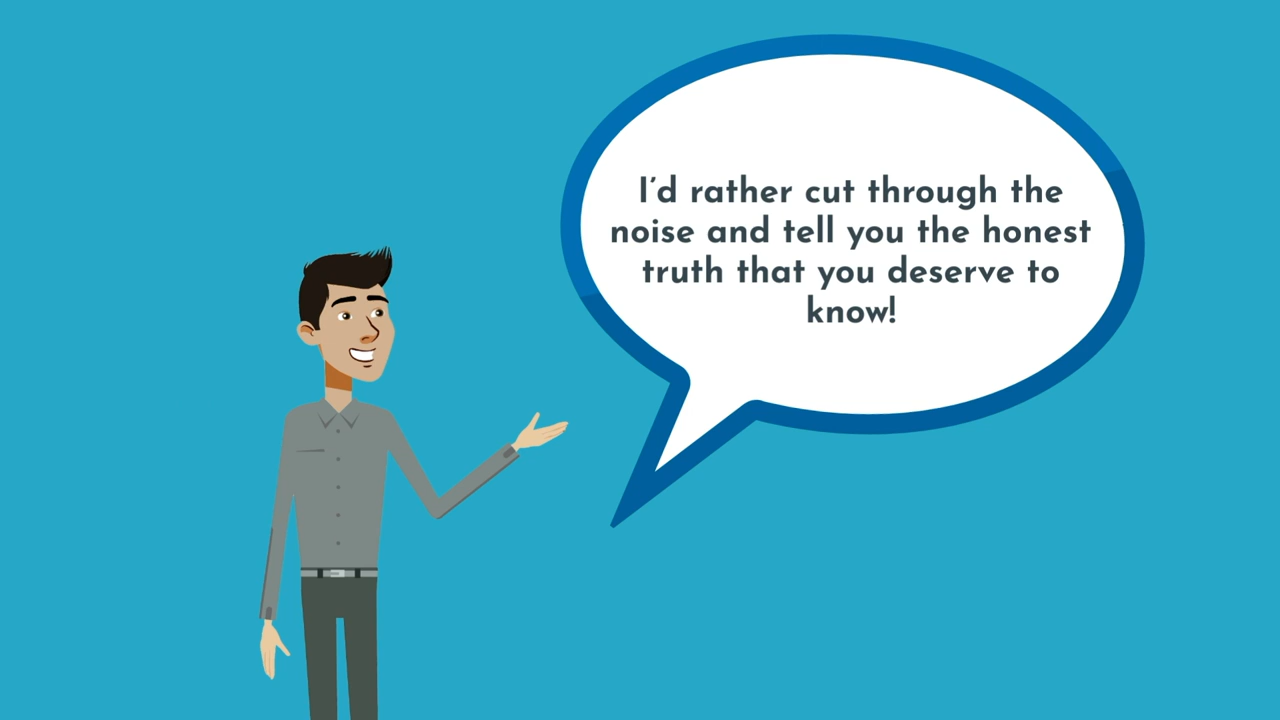 I'd rather cut through the
noise and tell you the honest
truth that you deserve to
know!